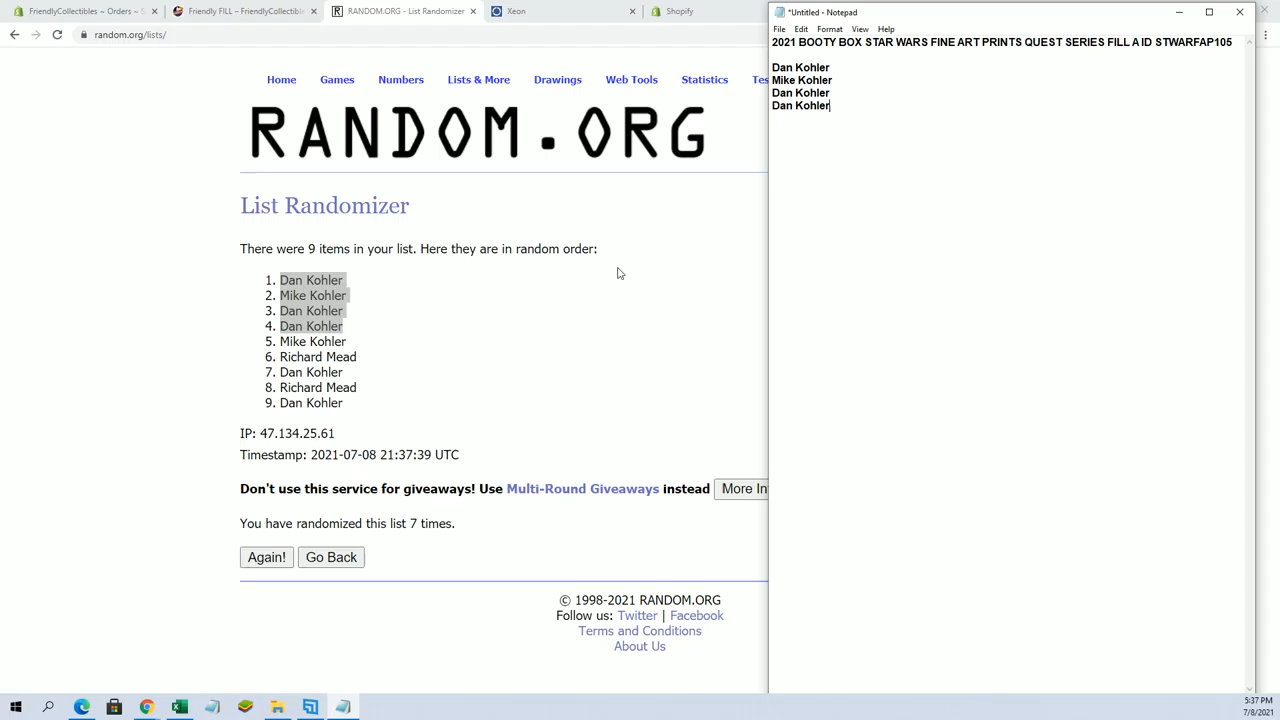 FriendlyCollectibles ~ Orders ~ S
Friendly FILL – FriendlyCollectible
RANDOM.ORG - List Randomizer
Xeon
Shopify
random.org/lists/
Home Games Numbers Lists & More Drawings Web Tools Statistics Tes
RANDOM.ORG
List Randomizer
There were 9 items in your list. Here they are in random order:
1. Dan Kohler
2. Mike Kohler
3. Dan Kohler
4. Dan Kohler
5. Mike Kohler
6. Richard Mead
7. Dan Kohler
8. Richard Mead
9. Dan Kohler
IP: 47.134.25.61
Timestamp: 2021-07-08 21:37:39 UTC
Don't use this service for giveaways! Use Multi-Round Giveaways instead More In
You have randomized this list 7 times.
Again! Go Back
© 1998-2021 RANDOM.ORG
Follow us: Twitter | Facebook
Terms and Conditions
About Us
*Untitled - Notepad
File Edit Format View Help
2021 BOOTY BOX STAR WARS FINE ART PRINTS QUEST SERIES FILL A ID STWARFAP105
Dan Kohler
Mike Kohler
Dan Kohler
Dan Kohler
5:37 PM
7/8/2021